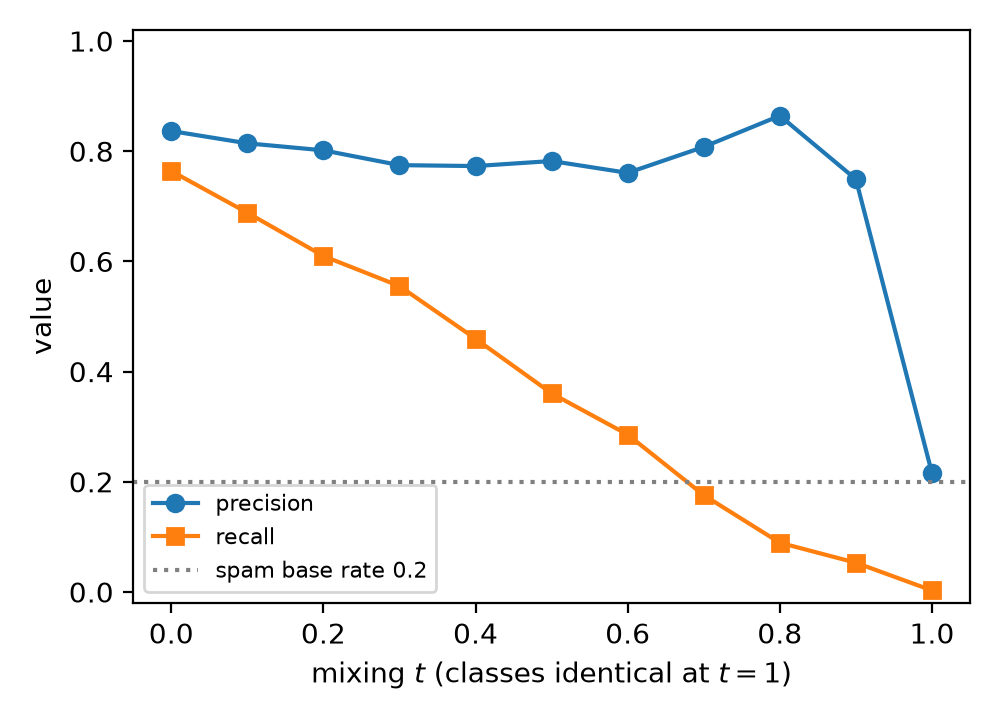 1.0
0.8
0.6
0.4
0.2
0.0
value
precision
recall
spam base rate 0.2
0.0 0.2 0.4 0.6 0.8 1.0
mixing t (classes identical at t = 1)